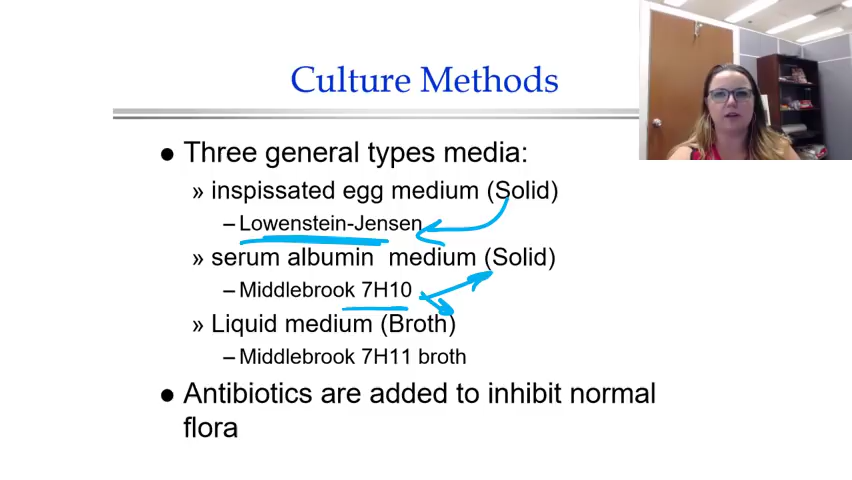 Culture Methods
● Three general types media:
» inspissated egg medium (Solid)
– Lowenstein-Jensen
» serum albumin medium (Solid)
– Middlebrook 7H10
» Liquid medium (Broth)
– Middlebrook 7H11 broth
● Antibiotics are added to inhibit normal
flora